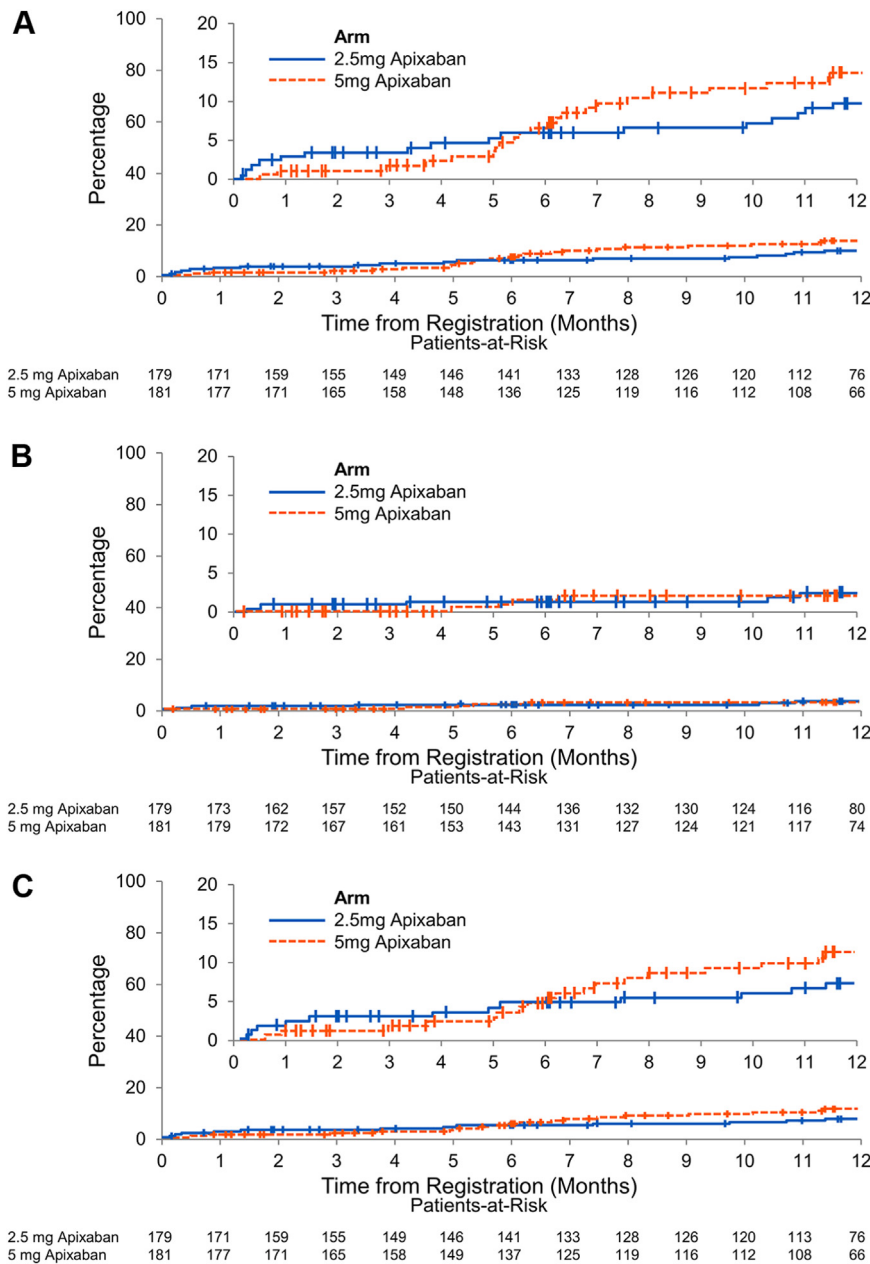 A
100
80
60
40
20
0
Percentage
20
15
10
5
0
Arm
2.5mg Apixaban
5mg Apixaban
0 1 2 3 4 5 6 7 8 9 10 11 12
0 1 2 3 4 5 6 7 8 9 10 11 12
Time from Registration (Months)
Patients-at-Risk
2.5 mg Apixaban 179 171 159 155 149 146 141 133 128 126 120 112 76
5 mg Apixaban 181 177 171 165 158 148 136 125 119 116 112 108 66
B
100
80
60
40
20
0
Percentage
20
15
10
5
0
Arm
2.5mg Apixaban
5mg Apixaban
0 1 2 3 4 5 6 7 8 9 10 11 12
0 1 2 3 4 5 6 7 8 9 10 11 12
Time from Registration (Months)
Patients-at-Risk
2.5 mg Apixaban 179 173 162 157 152 150 144 136 132 130 124 116 80
5 mg Apixaban 181 179 172 167 161 153 143 131 127 124 121 117 74
C
100
80
60
40
20
0
Percentage
20
15
10
5
0
Arm
2.5mg Apixaban
5mg Apixaban
0 1 2 3 4 5 6 7 8 9 10 11 12
0 1 2 3 4 5 6 7 8 9 10 11 12
Time from Registration (Months)
Patients-at-Risk
2.5 mg Apixaban 179 171 159 155 149 146 141 133 128 126 120 113 76
5 mg Apixaban 181 177 171 165 158 149 137 125 119 116 112 108 66